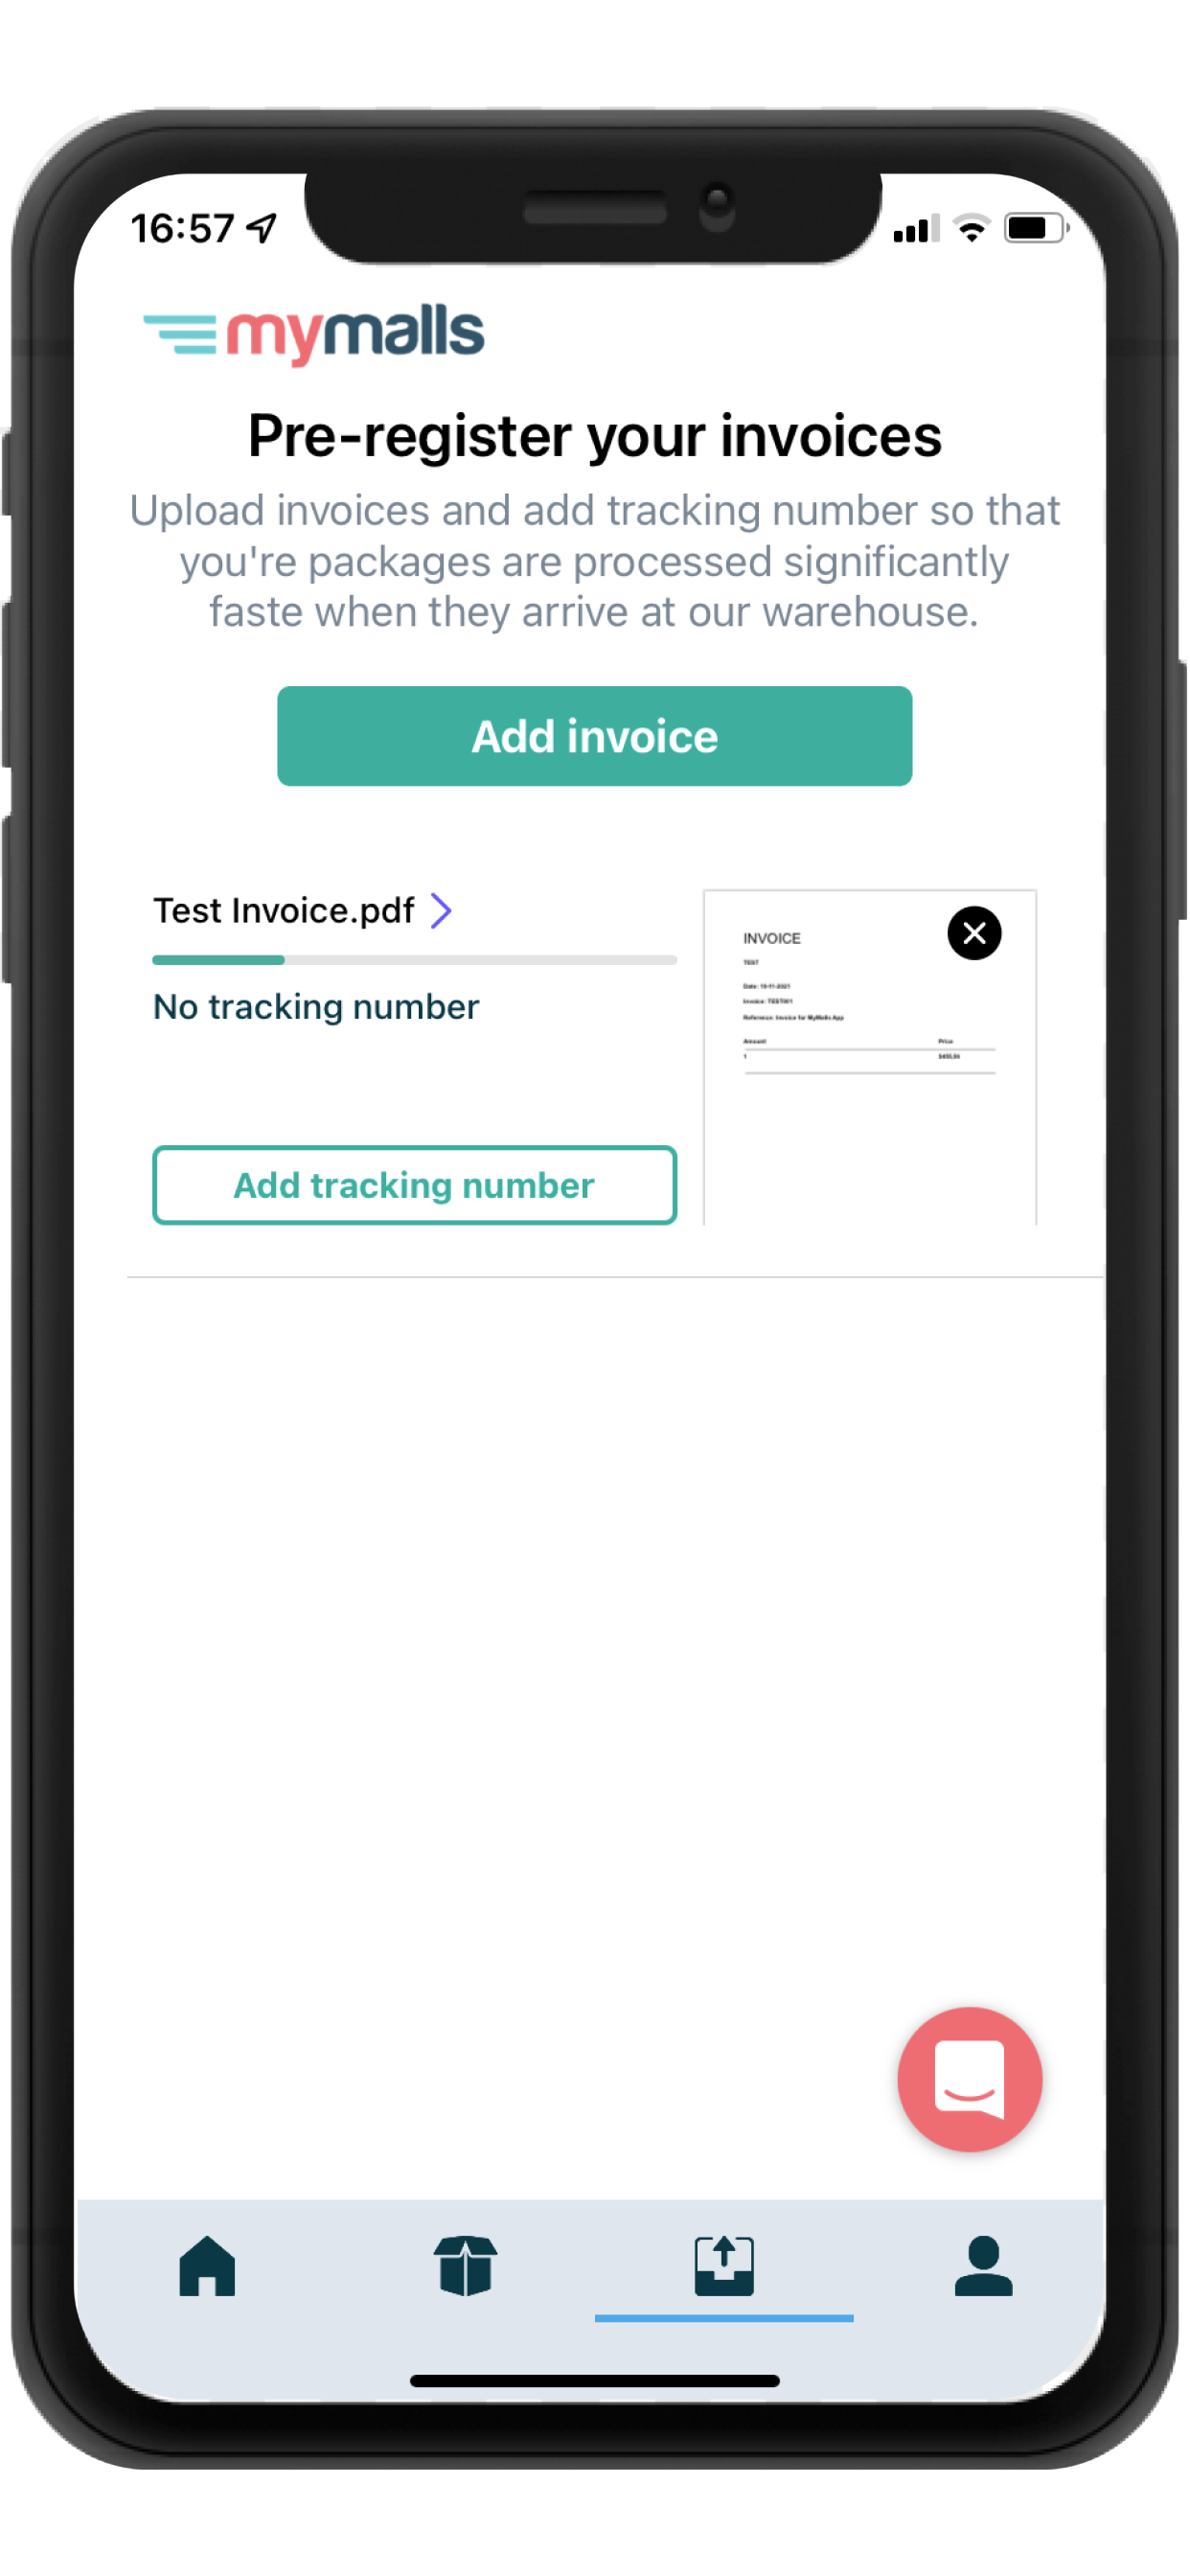 16:57
mymalls
Pre-register your invoices
Upload invoices and add tracking number so that
you're packages are processed significantly
faste when they arrive at our warehouse.
Add invoice
Test Invoice.pdf
No tracking number
Add tracking number
INVOICE
TEST
Date: 10-11-2021
Invoice: TEST001
Reference: Invoice for MyMalls App
Amount Price
1